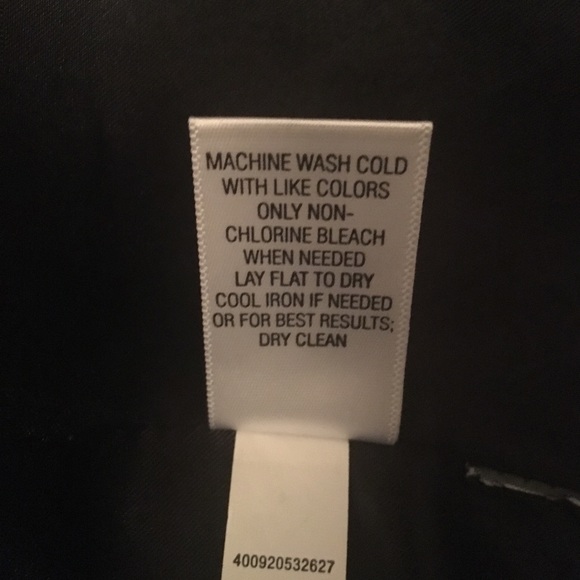 MACHINE WASH COLD
WITH LIKE COLORS
ONLY NON-
CHLORINE BLEACH
WHEN NEEDED
LAY FLAT TO DRY
COOL IRON IF NEEDED
OR FOR BEST RESULTS;
DRY CLEAN
400920532627